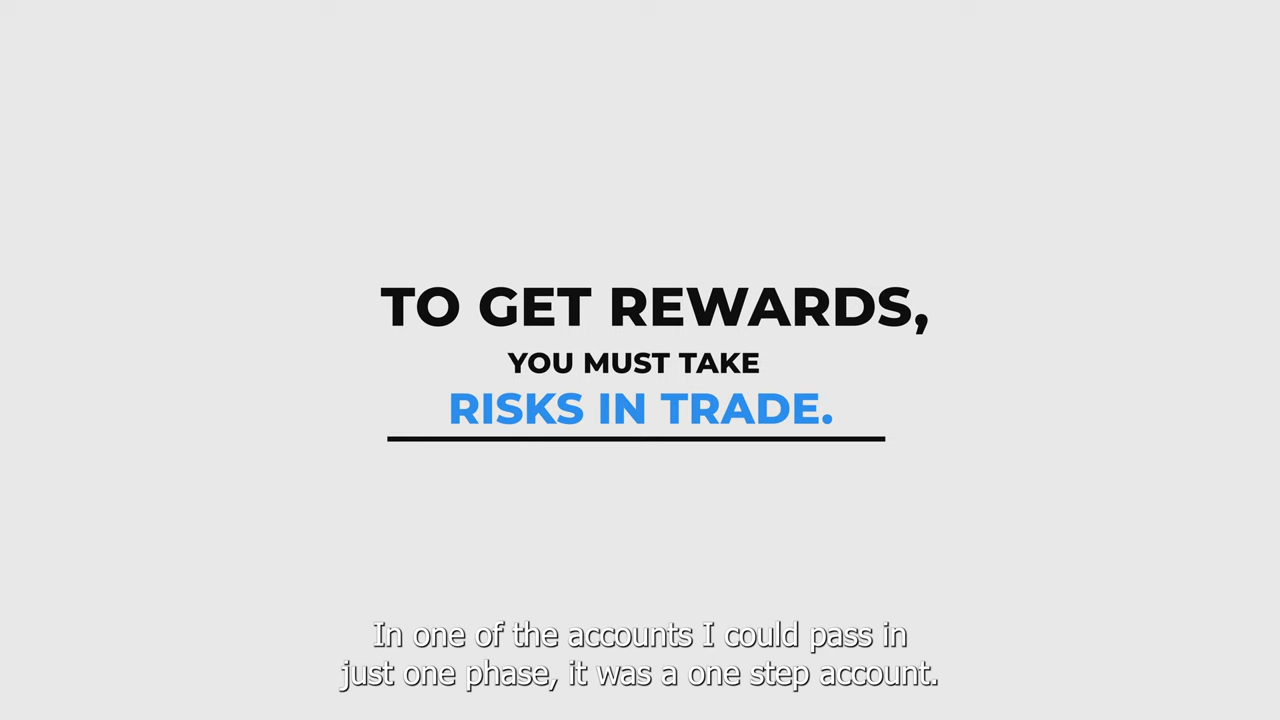 TO GET REWARDS,
YOU MUST TAKE
RISKS IN TRADE.
In one of the accounts I could pass in
just one phase, it was a one step account.